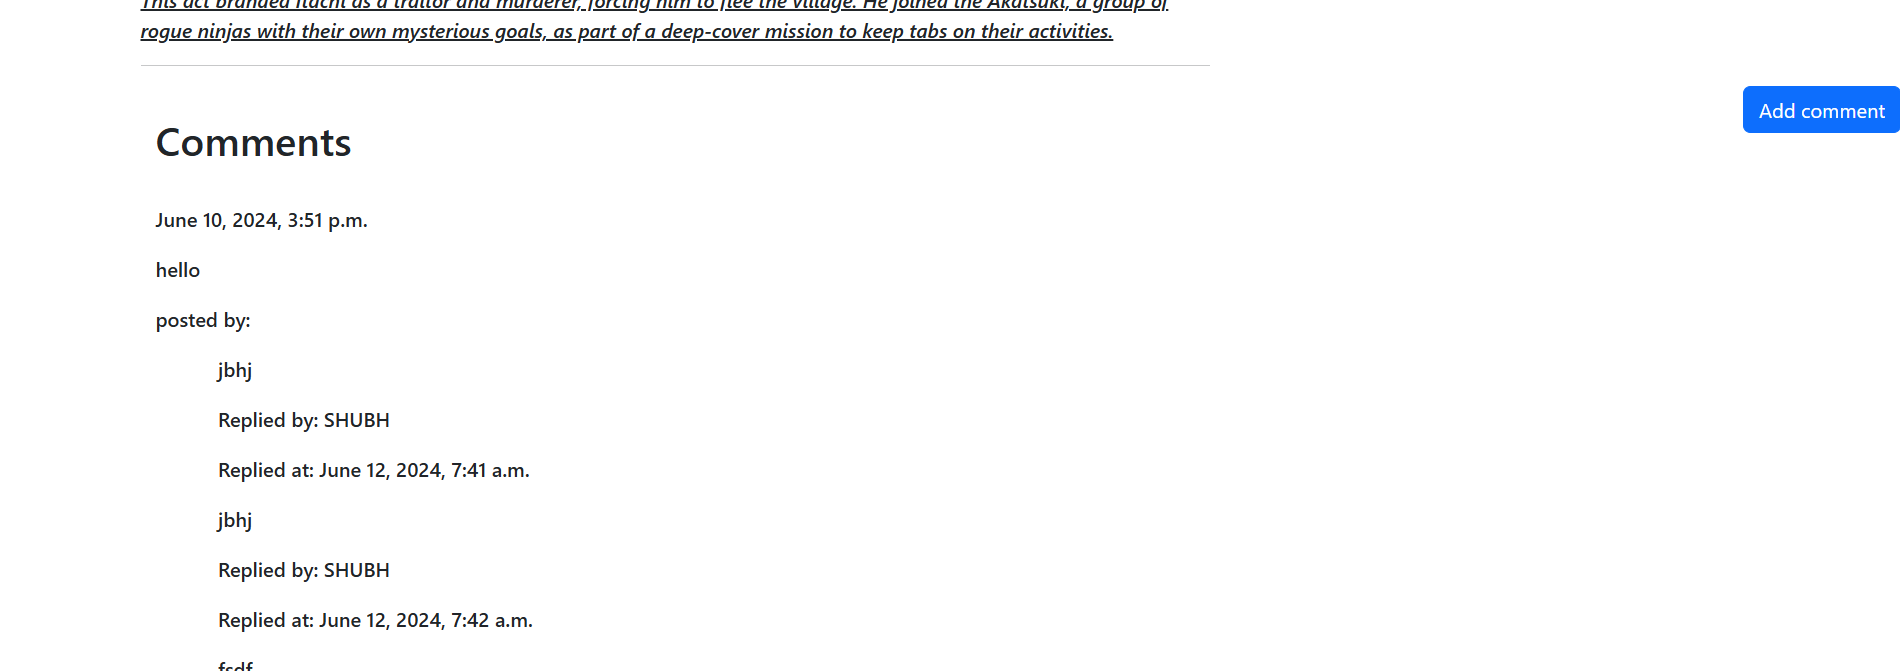 This act branded Itachi as a traitor and murderer, forcing him to flee the village. He joined the Akatsuki, a group of
rogue ninjas with their own mysterious goals, as part of a deep-cover mission to keep tabs on their activities.
Add comment
Comments
June 10, 2024, 3:51 p.m.
hello
posted by:
jbhj
Replied by: SHUBH
Replied at: June 12, 2024, 7:41 a.m.
jbhj
Replied by: SHUBH
Replied at: June 12, 2024, 7:42 a.m.
fsdf